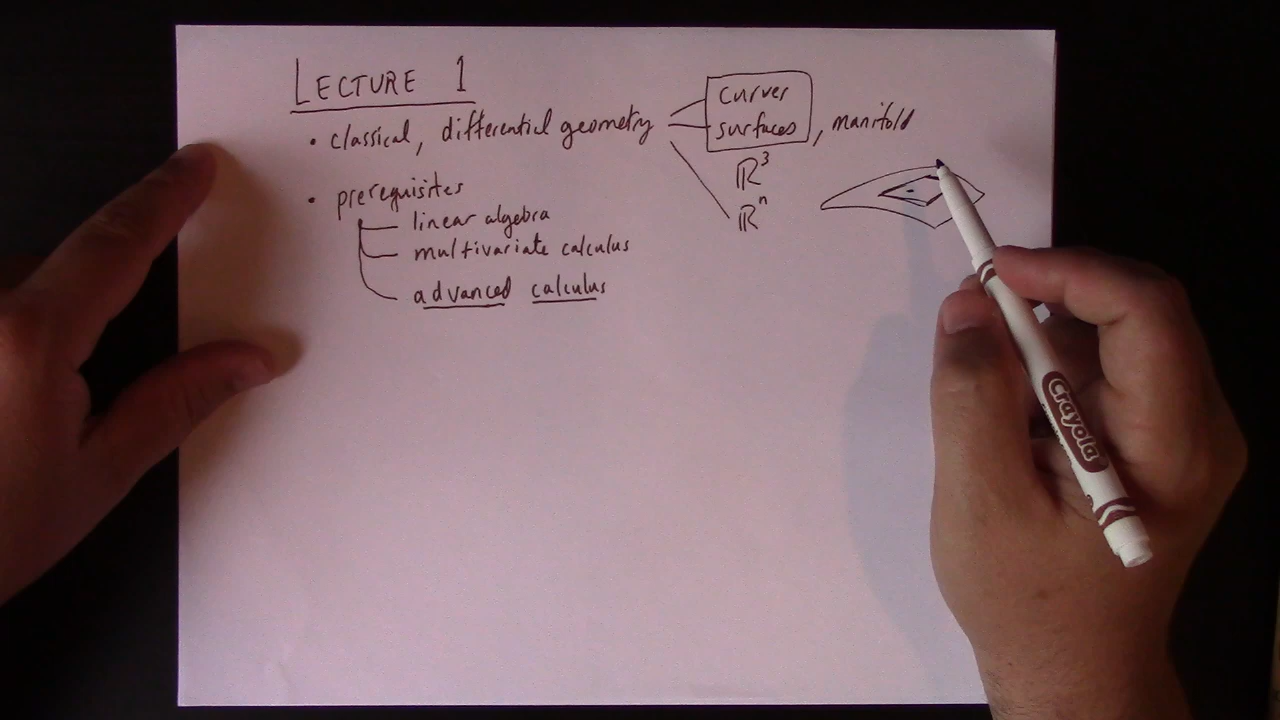 LECTURE 1
• classical, differential geometry
curves
surfaces, manifold
ℝ³
ℝⁿ
• prerequisites
linear algebra
multivariate calculus
advanced calculus
Crayola